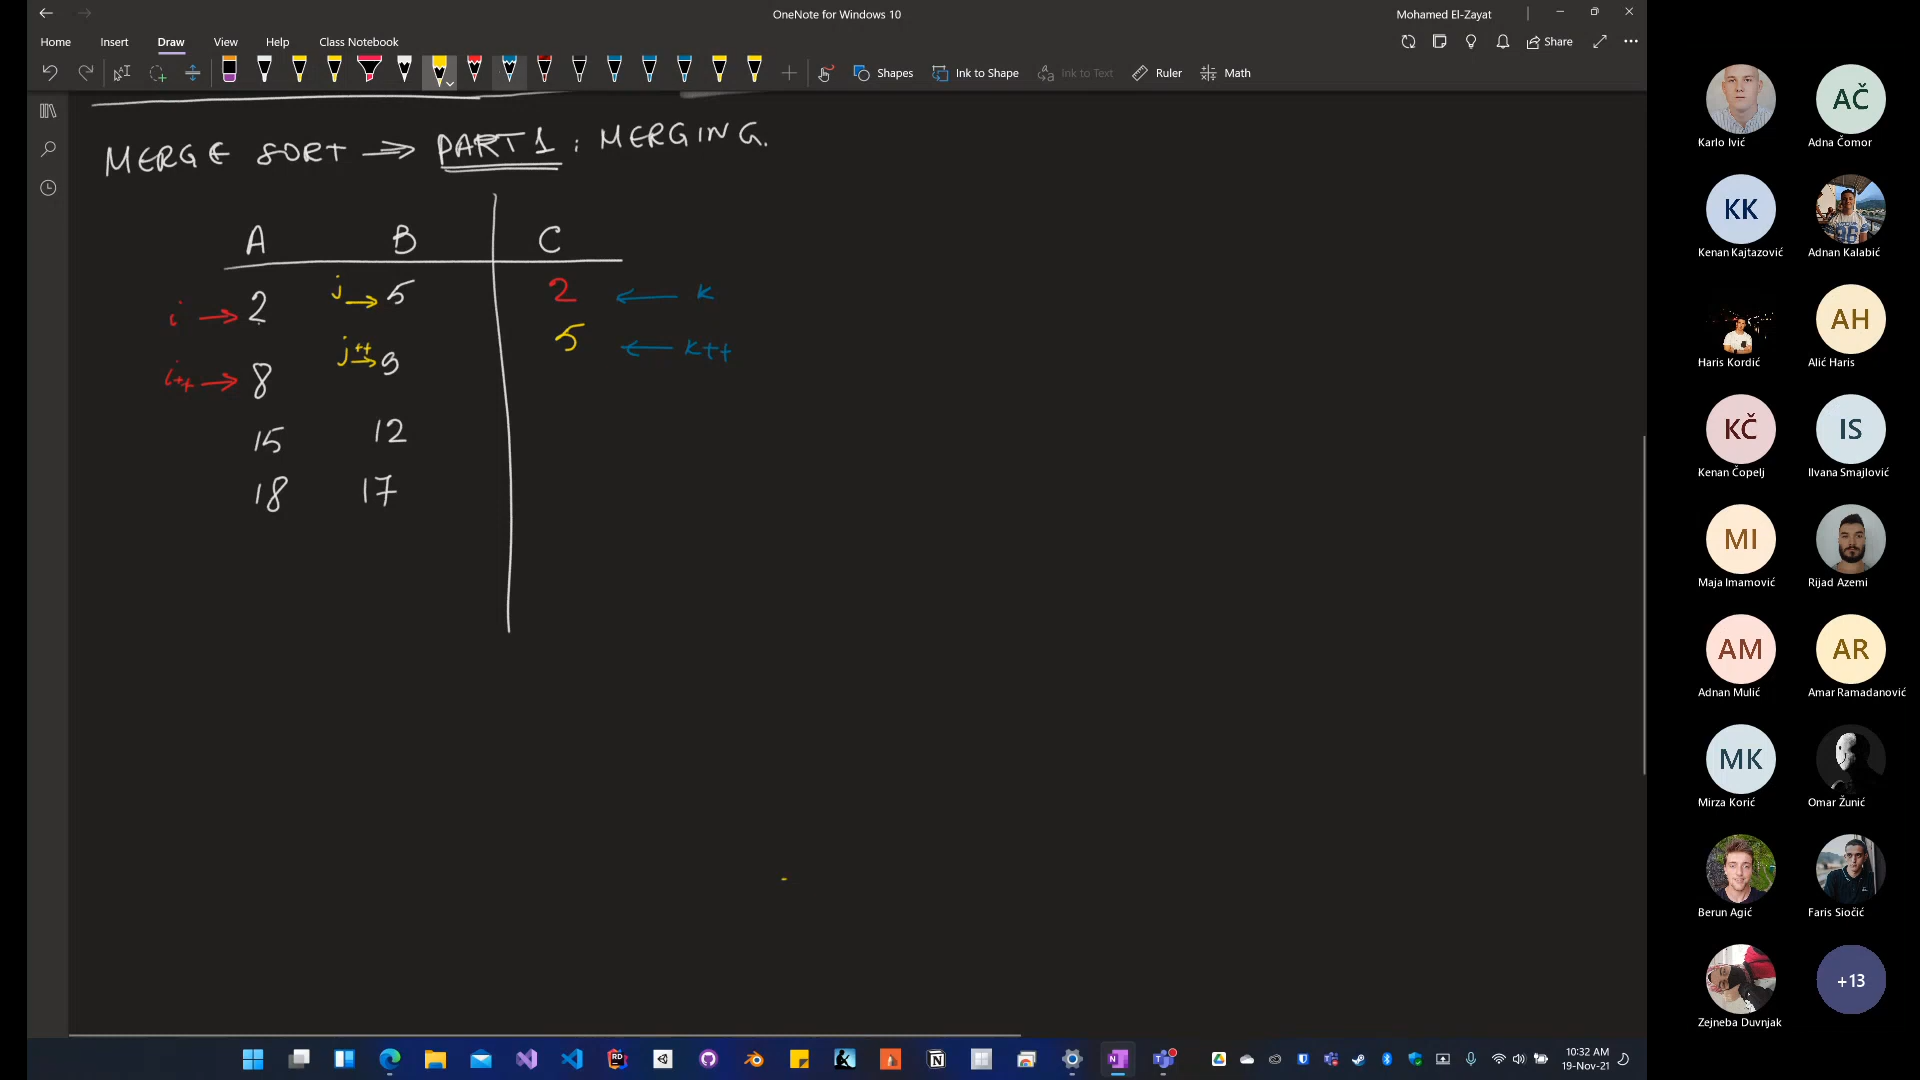 OneNote for Windows 10
Mohamed El-Zayat
Home Insert Draw View Help Class Notebook
Share
Shapes Ink to Shape Ink to Text Ruler Math
MERGE SORT → PART 1 : MERGING.
A B C
i → 2 j → 5 2 ← k
i++ → 8 j++ → 9 5 ← k++
15 12
18 17
Karlo Ivić
AČ
Adna Čomor
KK
Kenan Kajtazović
Adnan Kalabić
Haris Kordić
AH
Alić Haris
KČ
Kenan Čopelj
IS
Ilvana Smajlović
MI
Maja Imamović
Rijad Azemi
AM
Adnan Mulić
AR
Amar Ramadanović
MK
Mirza Korić
Omar Žunić
Berun Agić
Faris Siočić
Zejneba Duvnjak
+13
10:32 AM
19-Nov-21